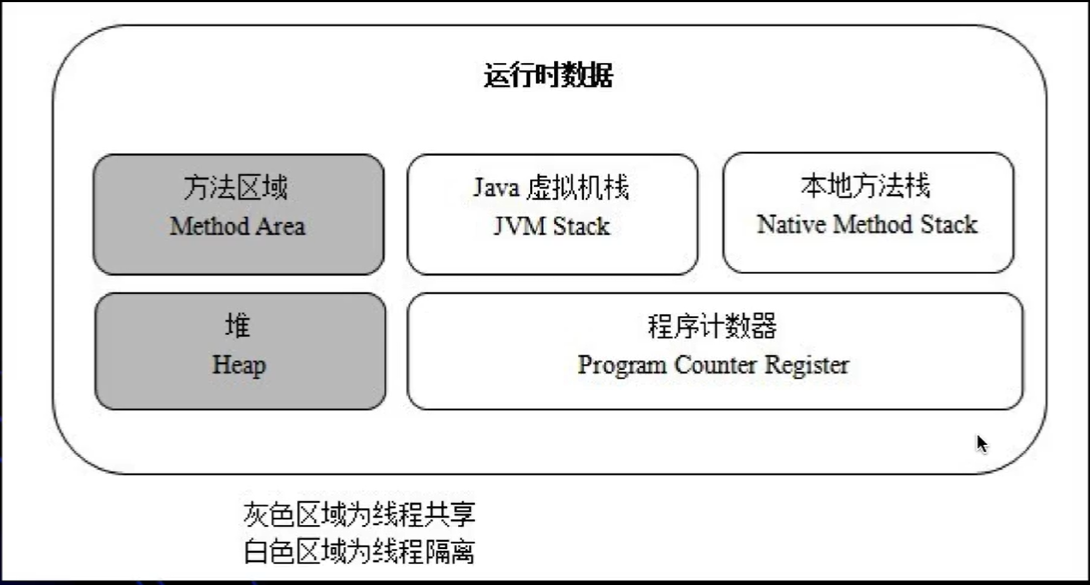 运行时数据
方法区域
Method Area
Java 虚拟机栈
JVM Stack
本地方法栈
Native Method Stack
堆
Heap
程序计数器
Program Counter Register
灰色区域为线程共享
白色区域为线程隔离